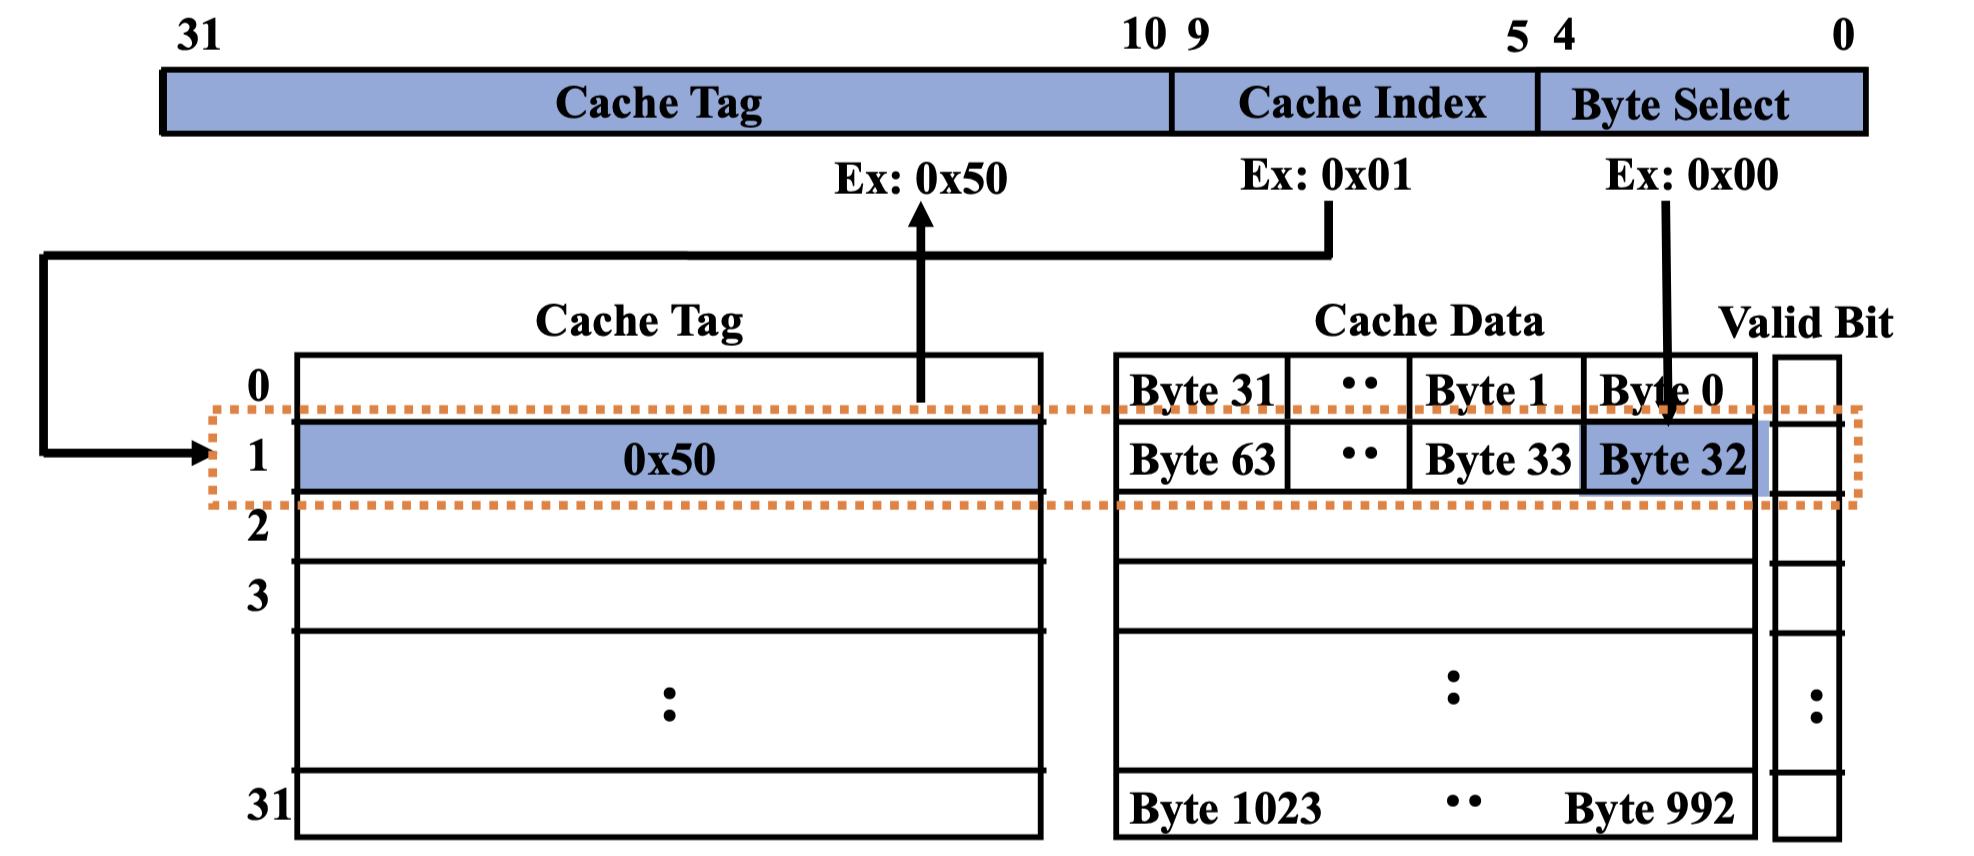 31 10 9 5 4 0
Cache Tag Cache Index Byte Select
Ex: 0x50 Ex: 0x01 Ex: 0x00
Cache Tag Cache Data Valid Bit
0 Byte 31 ·· Byte 1 Byte 0
1 0x50 Byte 63 ·· Byte 33 Byte 32
2
3
: : :
31 Byte 1023 ·· Byte 992